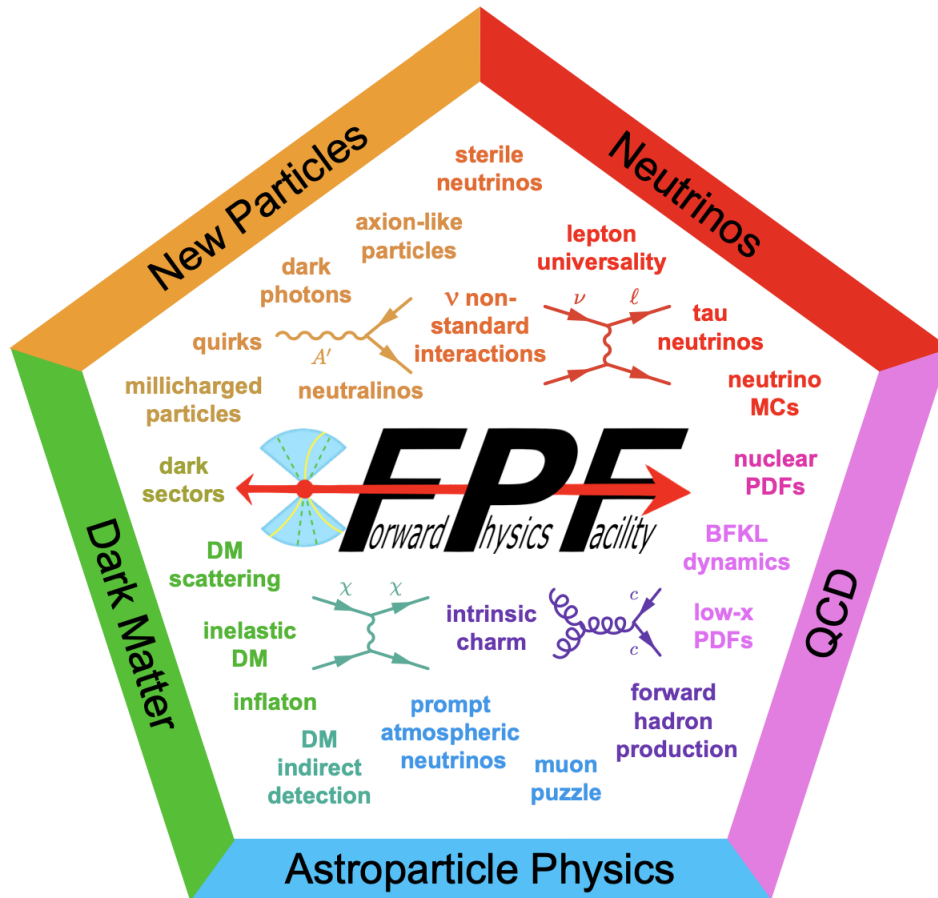 New Particles
Neutrinos
sterile
neutrinos
axion-like
particles
lepton
universality
dark
photons
ν non-
standard
interactions
ν
ℓ
tau
neutrinos
quirks
A′
neutralinos
millicharged
particles
neutrino
MCs
dark
sectors
Forward Physics Facility
nuclear
PDFs
BFKL
dynamics
DM
scattering
χ
χ
intrinsic
charm
c
c
low-x
PDFs
inelastic
DM
inflaton
prompt
atmospheric
neutrinos
forward
hadron
production
DM
indirect
detection
muon
puzzle
Dark Matter
QCD
Astroparticle Physics